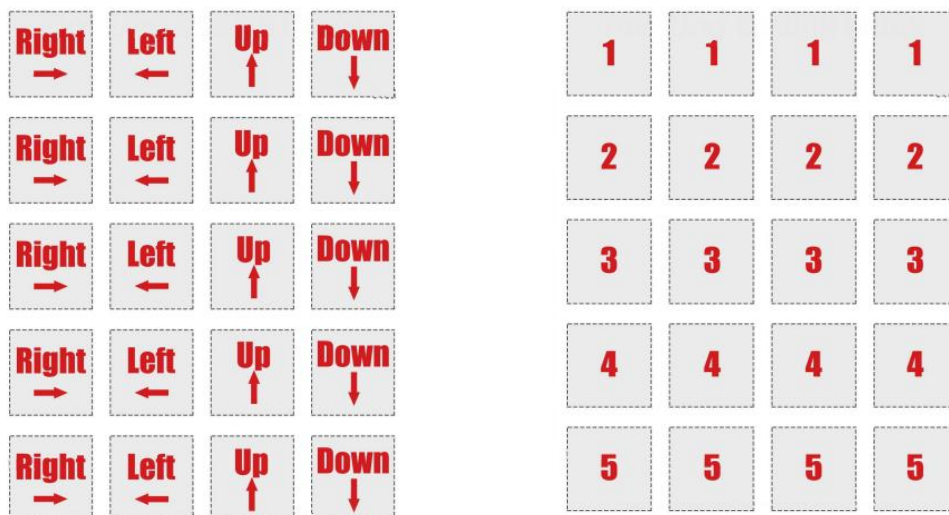 Right Left Up Down 1 1 1 1
Right Left Up Down 2 2 2 2
Right Left Up Down 3 3 3 3
Right Left Up Down 4 4 4 4
Right Left Up Down 5 5 5 5